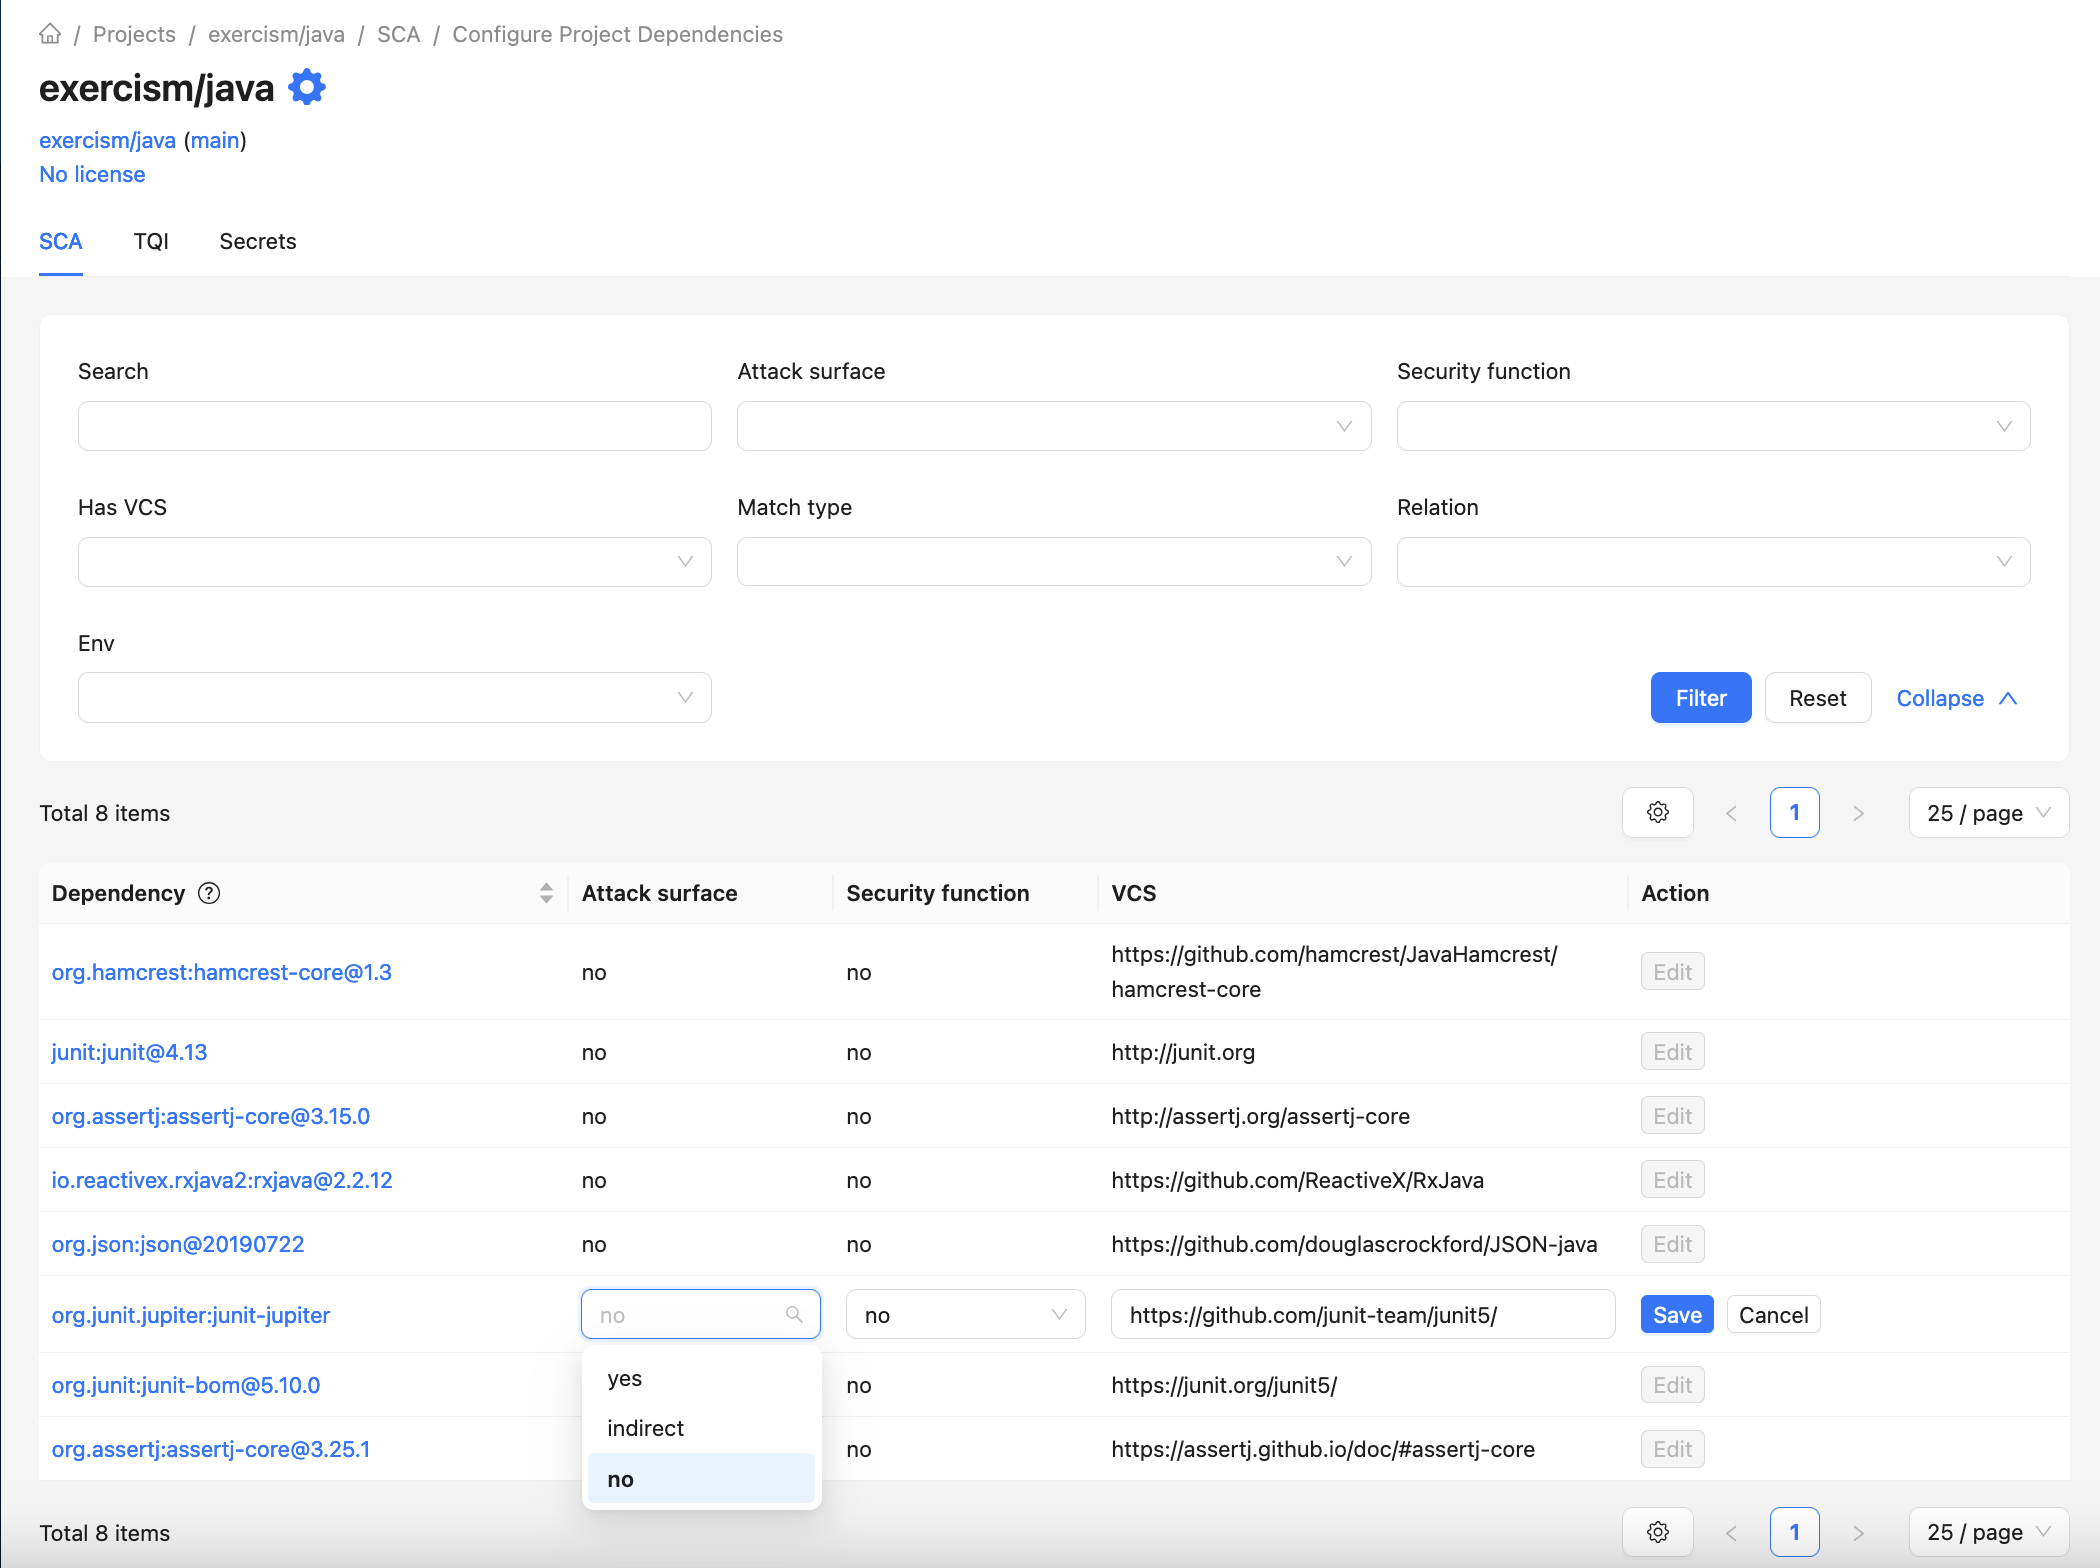 / Projects / exercism/java / SCA / Configure Project Dependencies
exercism/java
exercism/java (main)
No license
SCA TQI Secrets
Search Attack surface Security function
Has VCS Match type Relation
Env
Filter Reset Collapse
Total 8 items 1 25 / page
Dependency ? Attack surface Security function VCS Action
org.hamcrest:hamcrest-core@1.3 no no https://github.com/hamcrest/JavaHamcrest/
hamcrest-core Edit
junit:junit@4.13 no no http://junit.org Edit
org.assertj:assertj-core@3.15.0 no no http://assertj.org/assertj-core Edit
io.reactivex.rxjava2:rxjava@2.2.12 no no https://github.com/ReactiveX/RxJava Edit
org.json:json@20190722 no no https://github.com/douglascrockford/JSON-java Edit
org.junit.jupiter:junit-jupiter no no https://github.com/junit-team/junit5/ Save Cancel
yes
org.junit:junit-bom@5.10.0 no https://junit.org/junit5/ Edit
indirect
org.assertj:assertj-core@3.25.1 no https://assertj.github.io/doc/#assertj-core Edit
no
Total 8 items 1 25 / page